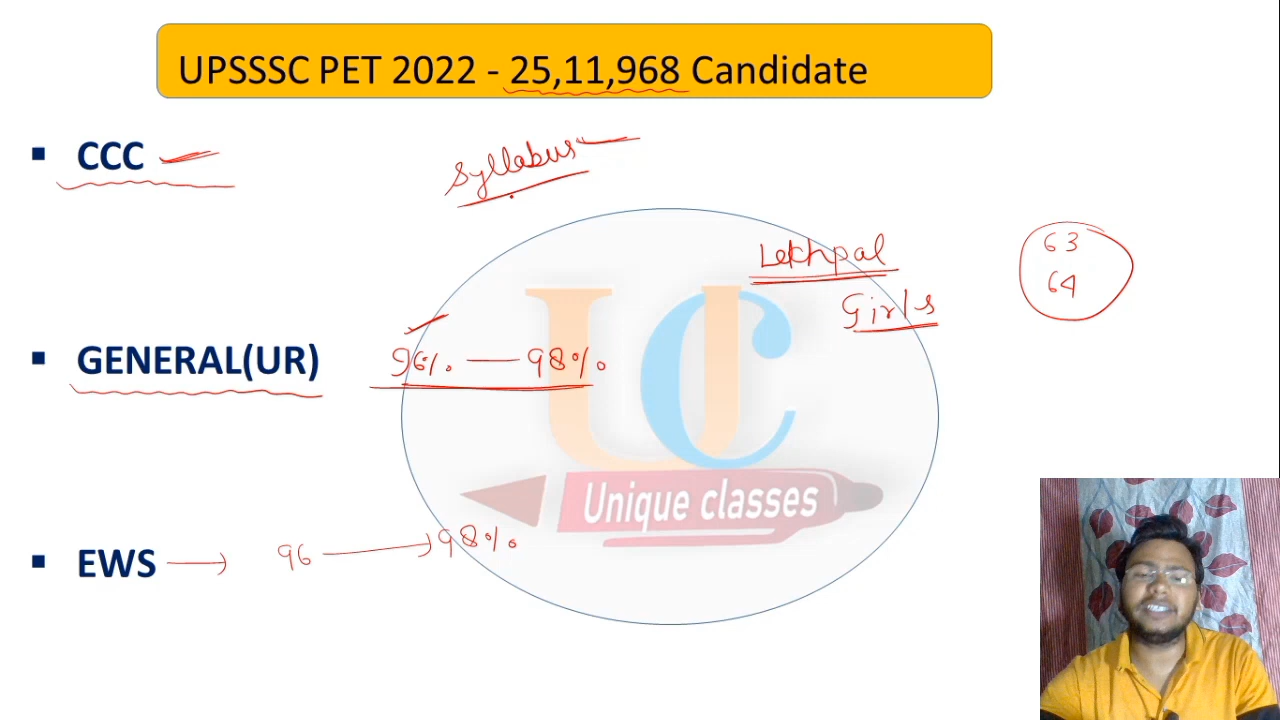 UPSSSC PET 2022 - 25,11,968 Candidate
CCC
Syllabus
Lekhpal
Girls
63
64
GENERAL(UR) 96% — 98%
UC
Unique classes
EWS → 96 → 98%